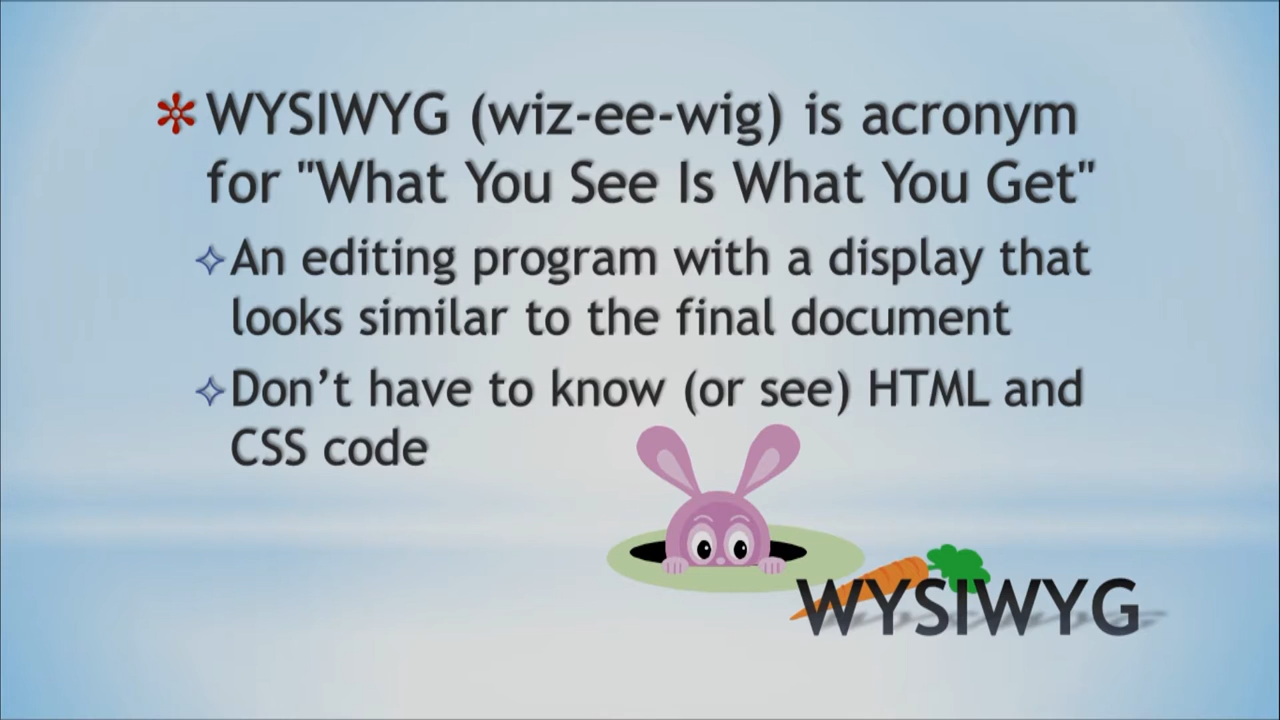 WYSIWYG (wiz-ee-wig) is acronym
for "What You See Is What You Get"
An editing program with a display that
looks similar to the final document
Don’t have to know (or see) HTML and
CSS code
WYSIWYG